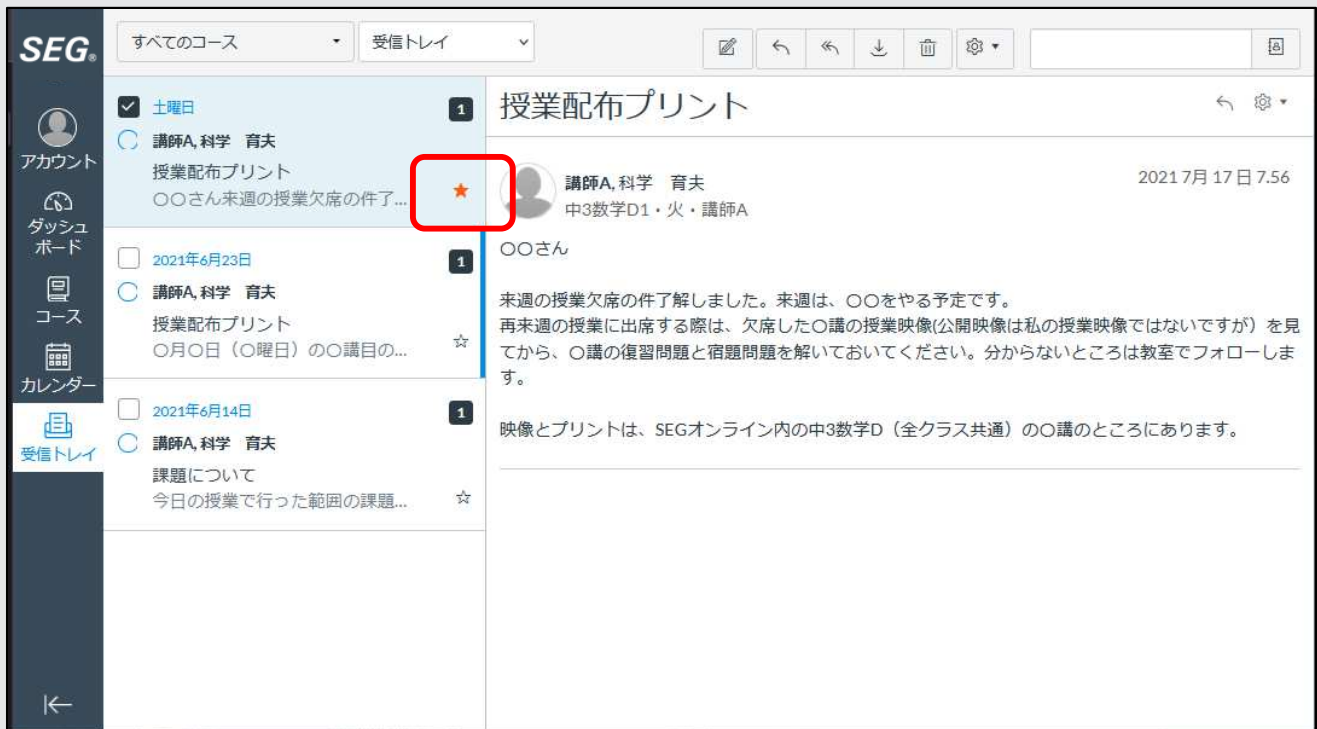 SEG®
アカウント
ダッシュ
ボード
コース
カレンダー
受信トレイ
すべてのコース
受信トレイ
土曜日
1
講師A, 科学 育夫
授業配布プリント
〇〇さん来週の授業欠席の件了...
2021年6月23日
1
講師A, 科学 育夫
授業配布プリント
〇月〇日（〇曜日）の〇講目の...
2021年6月14日
1
講師A, 科学 育夫
課題について
今日の授業で行った範囲の課題...
授業配布プリント
講師A, 科学 育夫
2021 7月 17日 7.56
中3数学D1・火・講師A
〇〇さん
来週の授業欠席の件了解しました。来週は、〇〇をやる予定です。
再来週の授業に出席する際は、欠席した〇講の授業映像(公開映像は私の授業映像ではないですが）を見
てから、〇講の復習問題と宿題問題を解いておいてください。分からないところは教室でフォローしま
す。
映像とプリントは、SEGオンライン内の中3数学D（全クラス共通）の〇講のところにあります。